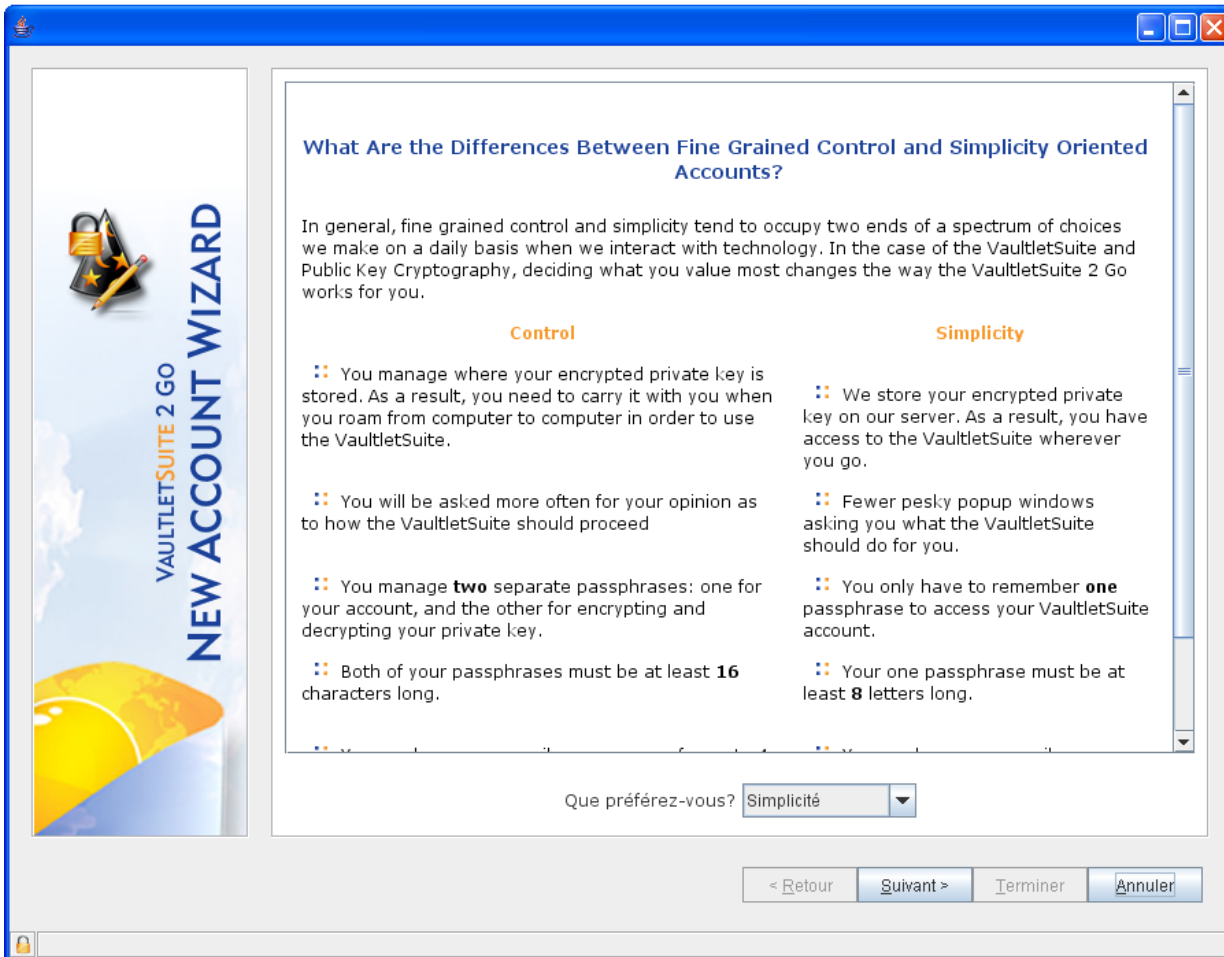 VAULTLETSUITE 2 GO
NEW ACCOUNT WIZARD
What Are the Differences Between Fine Grained Control and Simplicity Oriented
Accounts?
In general, fine grained control and simplicity tend to occupy two ends of a spectrum of choices
we make on a daily basis when we interact with technology. In the case of the VaultletSuite and
Public Key Cryptography, deciding what you value most changes the way the VaultletSuite 2 Go
works for you.
Control
You manage where your encrypted private key is
stored. As a result, you need to carry it with you when
you roam from computer to computer in order to use
the VaultletSuite.
You will be asked more often for your opinion as
to how the VaultletSuite should proceed
You manage two separate passphrases: one for
your account, and the other for encrypting and
decrypting your private key.
Both of your passphrases must be at least 16
characters long.
Simplicity
We store your encrypted private
key on our server. As a result, you have
access to the VaultletSuite wherever
you go.
Fewer pesky popup windows
asking you what the VaultletSuite
should do for you.
You only have to remember one
passphrase to access your VaultletSuite
account.
Your one passphrase must be at
least 8 letters long.
Que préférez-vous? Simplicité
< Retour
Suivant >
Terminer
Annuler